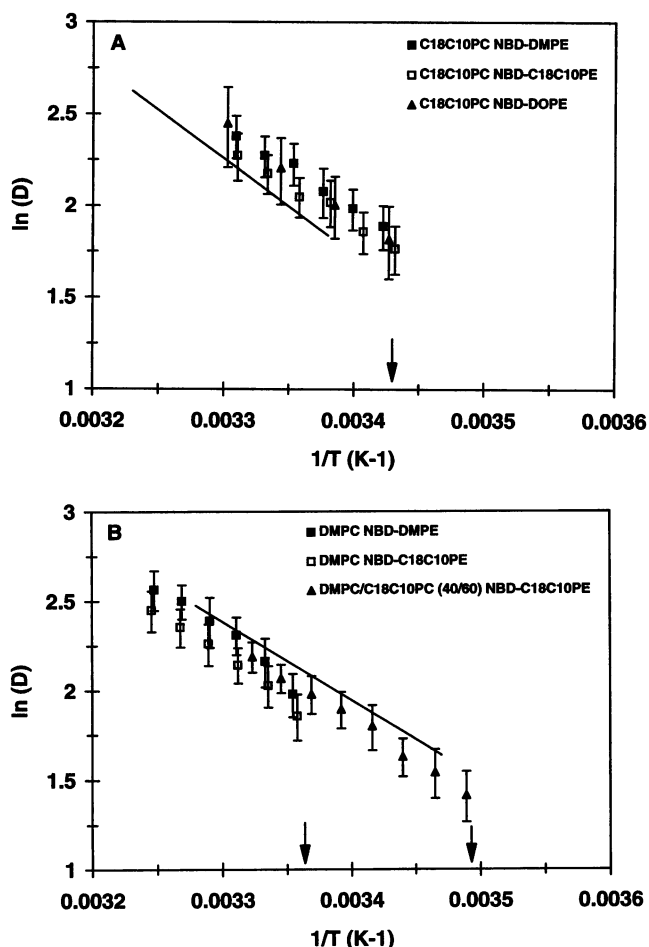 A
C18C10PC NBD-DMPE
C18C10PC NBD-C18C10PE
C18C10PC NBD-DOPE
3
2.5
2
1.5
1
ln (D)
0.0032 0.0033 0.0034 0.0035 0.0036
1/T (K-1)
B
DMPC NBD-DMPE
DMPC NBD-C18C10PE
DMPC/C18C10PC (40/60) NBD-C18C10PE
3
2.5
2
1.5
1
ln (D)
0.0032 0.0033 0.0034 0.0035 0.0036
1/T (K-1)